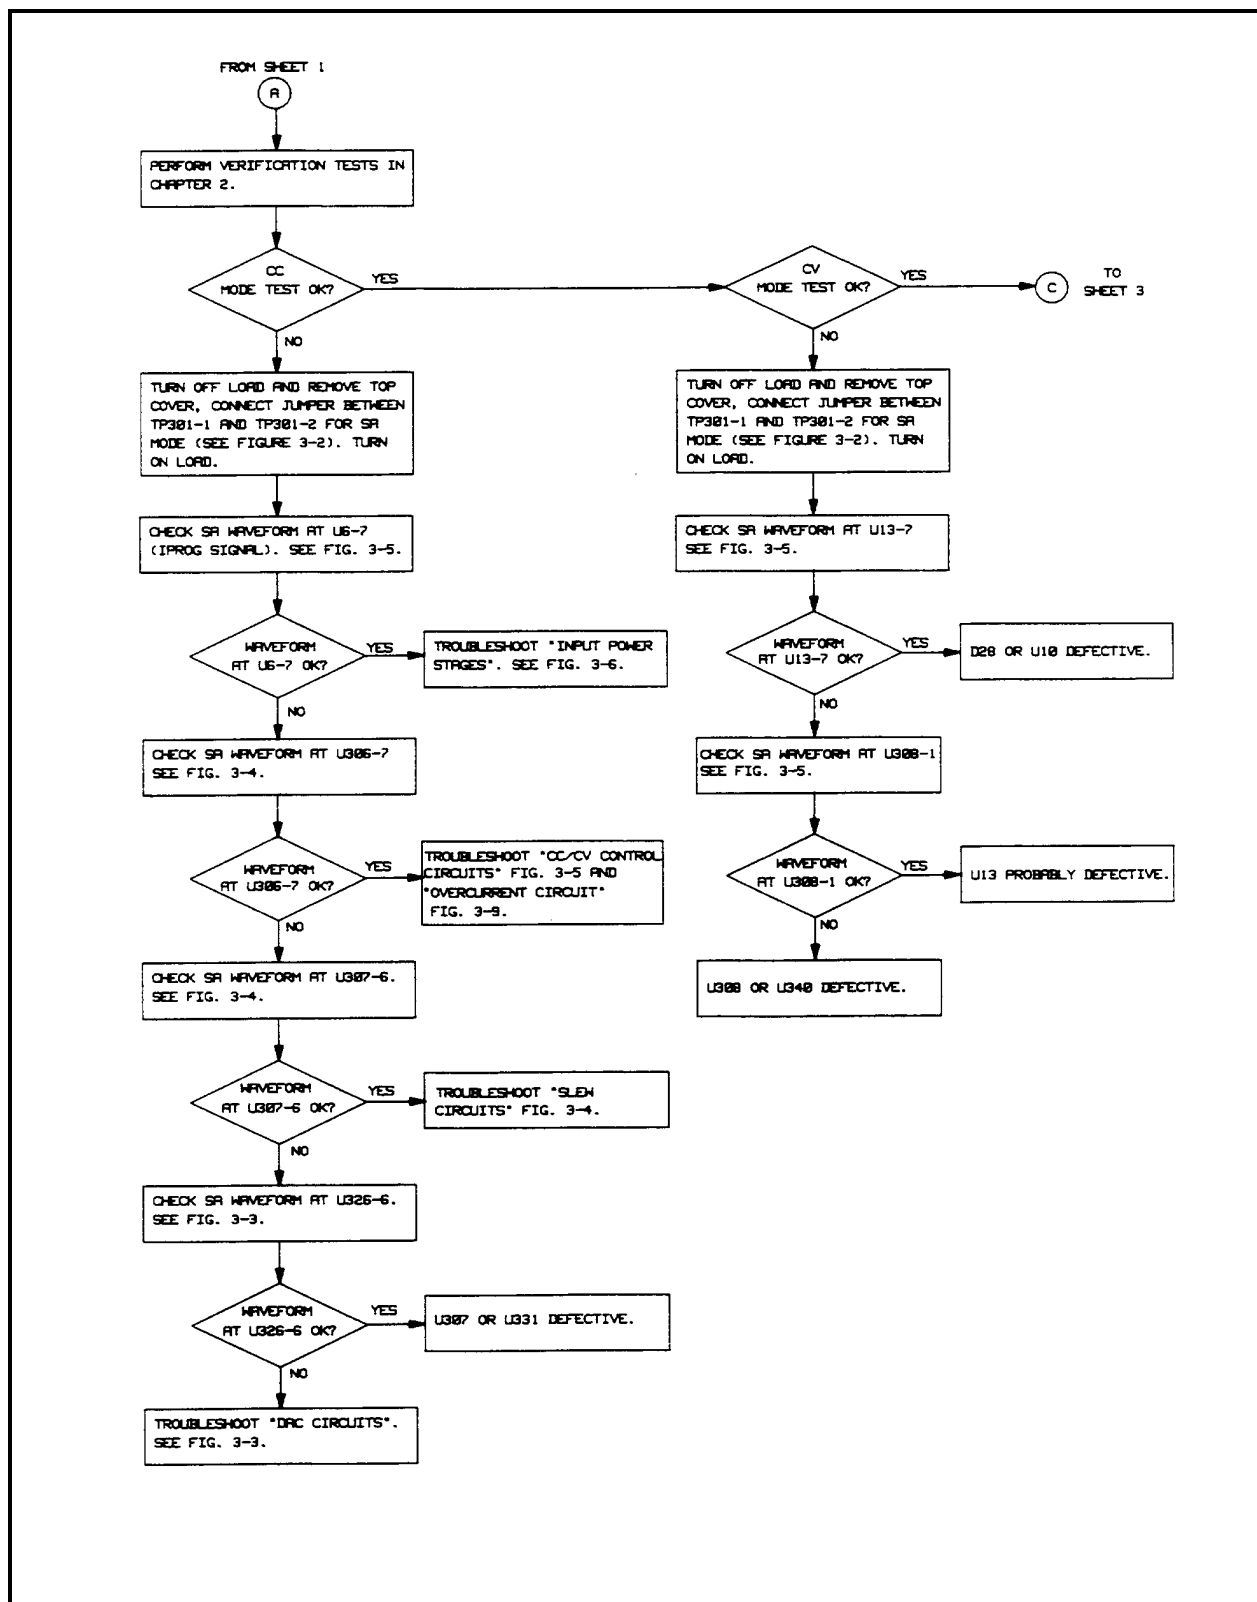 FROM SHEET 1
A
PERFORM VERIFICATION TESTS IN
CHAPTER 2.
CC
MODE TEST OK?
YES
NO
CV
MODE TEST OK?
YES
NO
C
TO
SHEET 3
TURN OFF LOAD AND REMOVE TOP
COVER, CONNECT JUMPER BETWEEN
TP301-1 AND TP301-2 FOR SA
MODE (SEE FIGURE 3-2). TURN
ON LOAD.
TURN OFF LOAD AND REMOVE TOP
COVER, CONNECT JUMPER BETWEEN
TP301-1 AND TP301-2 FOR SA
MODE (SEE FIGURE 3-2). TURN
ON LOAD.
CHECK SA WAVEFORM AT U6-7
(IPROG SIGNAL). SEE FIG. 3-5.
CHECK SA WAVEFORM AT U13-7
SEE FIG. 3-5.
WAVEFORM
AT U6-7 OK?
YES
NO
TROUBLESHOOT "INPUT POWER
STAGES". SEE FIG. 3-6.
WAVEFORM
AT U13-7 OK?
YES
NO
D28 OR U10 DEFECTIVE.
CHECK SA WAVEFORM AT U306-7
SEE FIG. 3-4.
CHECK SA WAVEFORM AT U308-1
SEE FIG. 3-5.
WAVEFORM
AT U306-7 OK?
YES
NO
TROUBLESHOOT "CC/CV CONTROL
CIRCUITS" FIG. 3-5 AND
"OVERCURRENT CIRCUIT"
FIG. 3-9.
WAVEFORM
AT U308-1 OK?
YES
NO
U13 PROBABLY DEFECTIVE.
CHECK SA WAVEFORM AT U307-6.
SEE FIG. 3-4.
U308 OR U340 DEFECTIVE.
WAVEFORM
AT U307-6 OK?
YES
NO
TROUBLESHOOT "SLEW
CIRCUITS" FIG. 3-4.
CHECK SA WAVEFORM AT U326-6.
SEE FIG. 3-3.
WAVEFORM
AT U326-6 OK?
YES
NO
U307 OR U331 DEFECTIVE.
TROUBLESHOOT "DAC CIRCUITS".
SEE FIG. 3-3.